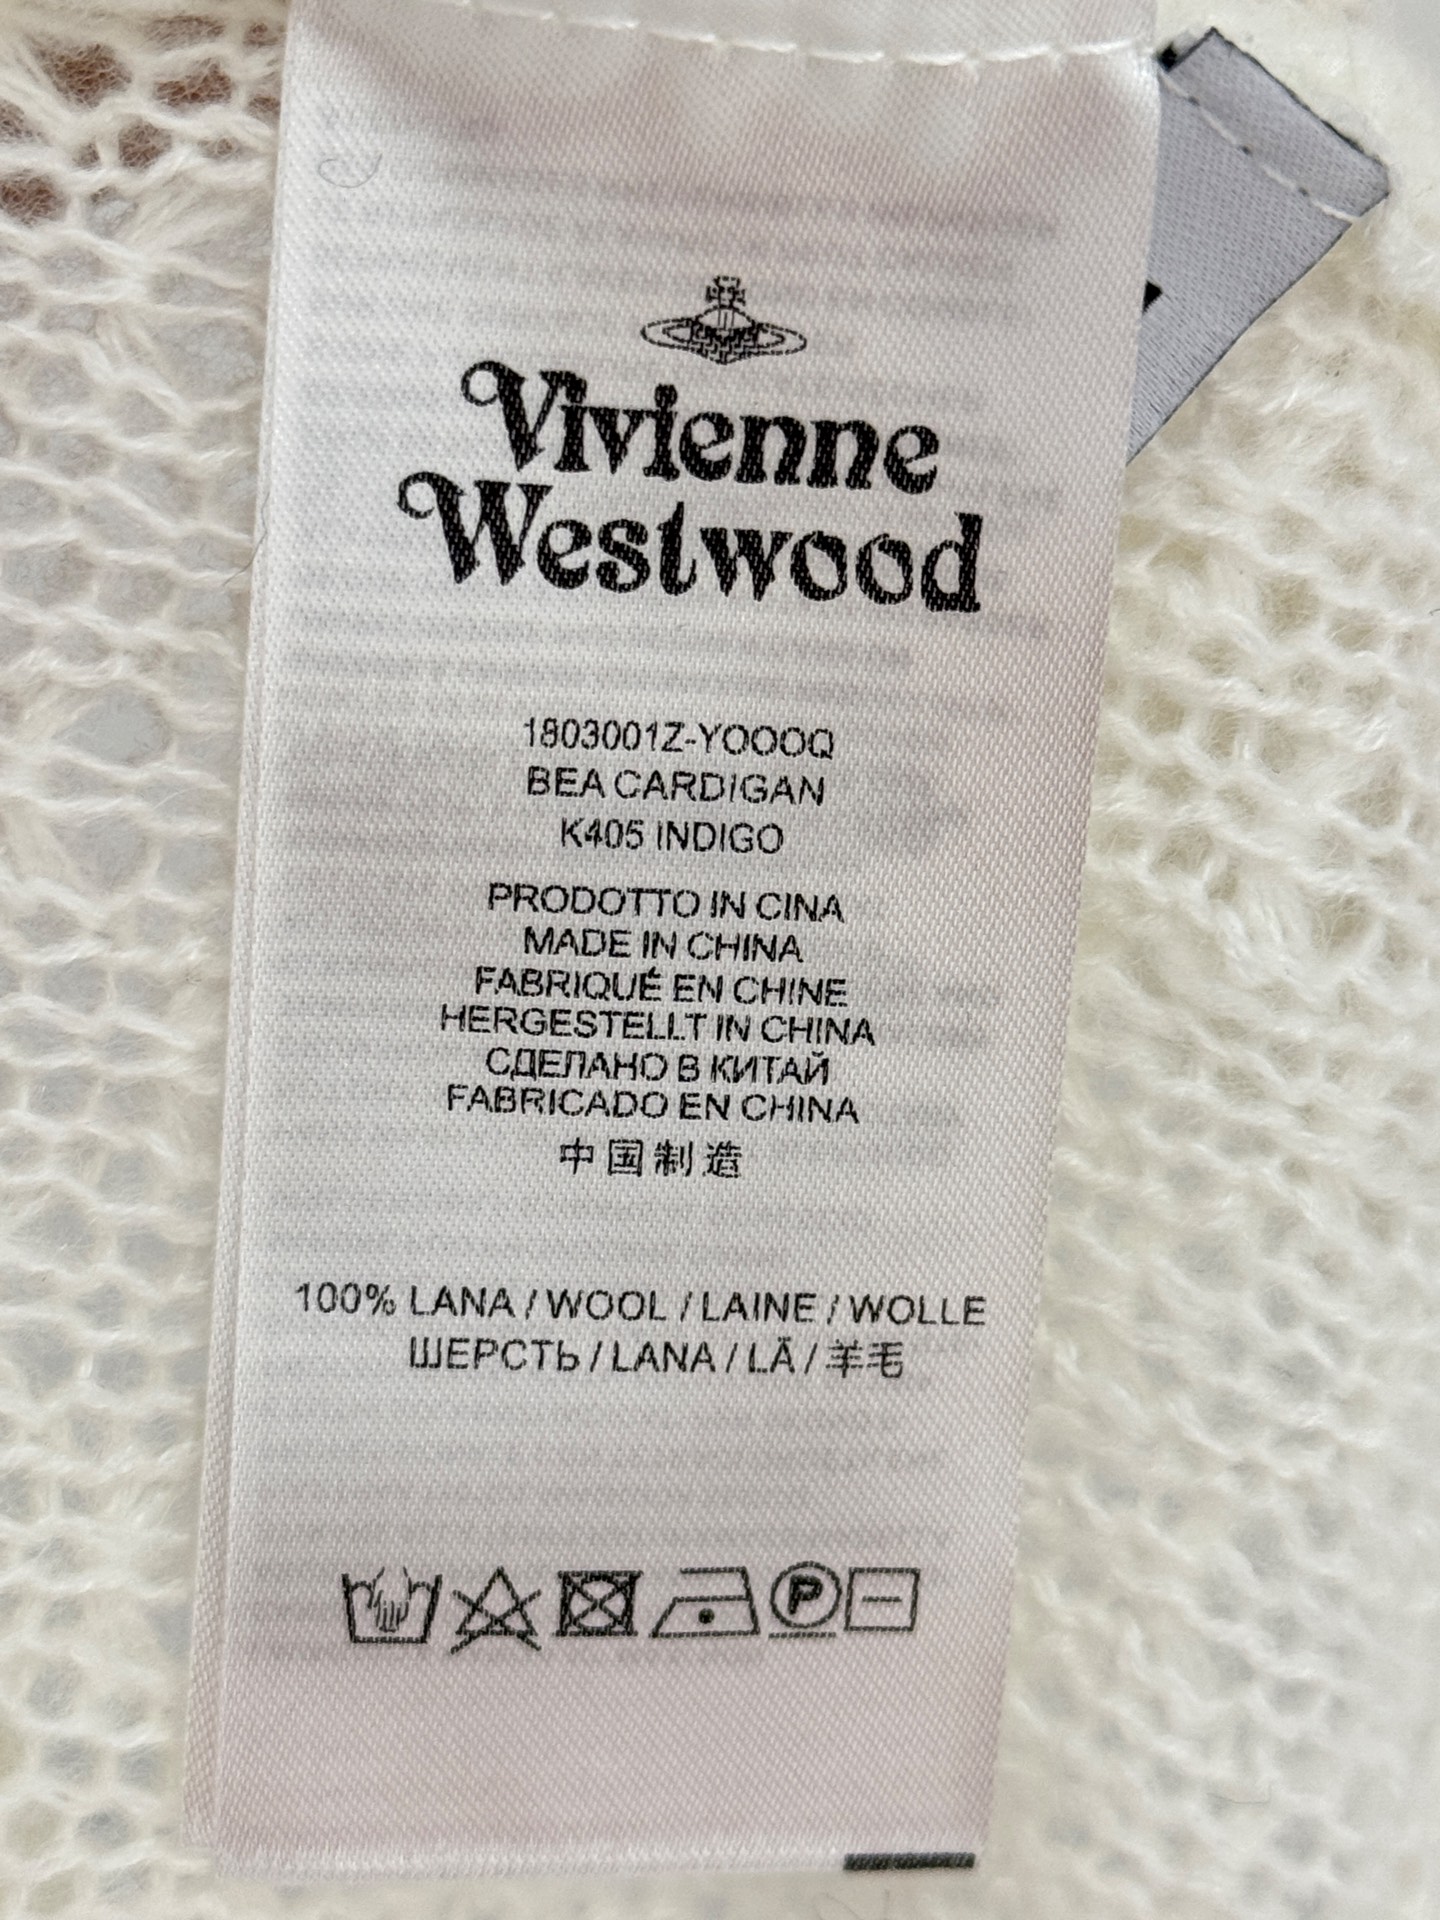 Vivienne
Westwood
1803001Z-YOOOQ
BEA CARDIGAN
K405 INDIGO
PRODOTTO IN CINA
MADE IN CHINA
FABRIQUÉ EN CHINE
HERGESTELLT IN CHINA
СДЕЛАНО В КИТАЙ
FABRICADO EN CHINA
中国制造
100% LANA / WOOL / LAINE / WOLLE
ШЕРСТЬ / LANA / LÃ / 羊毛
P